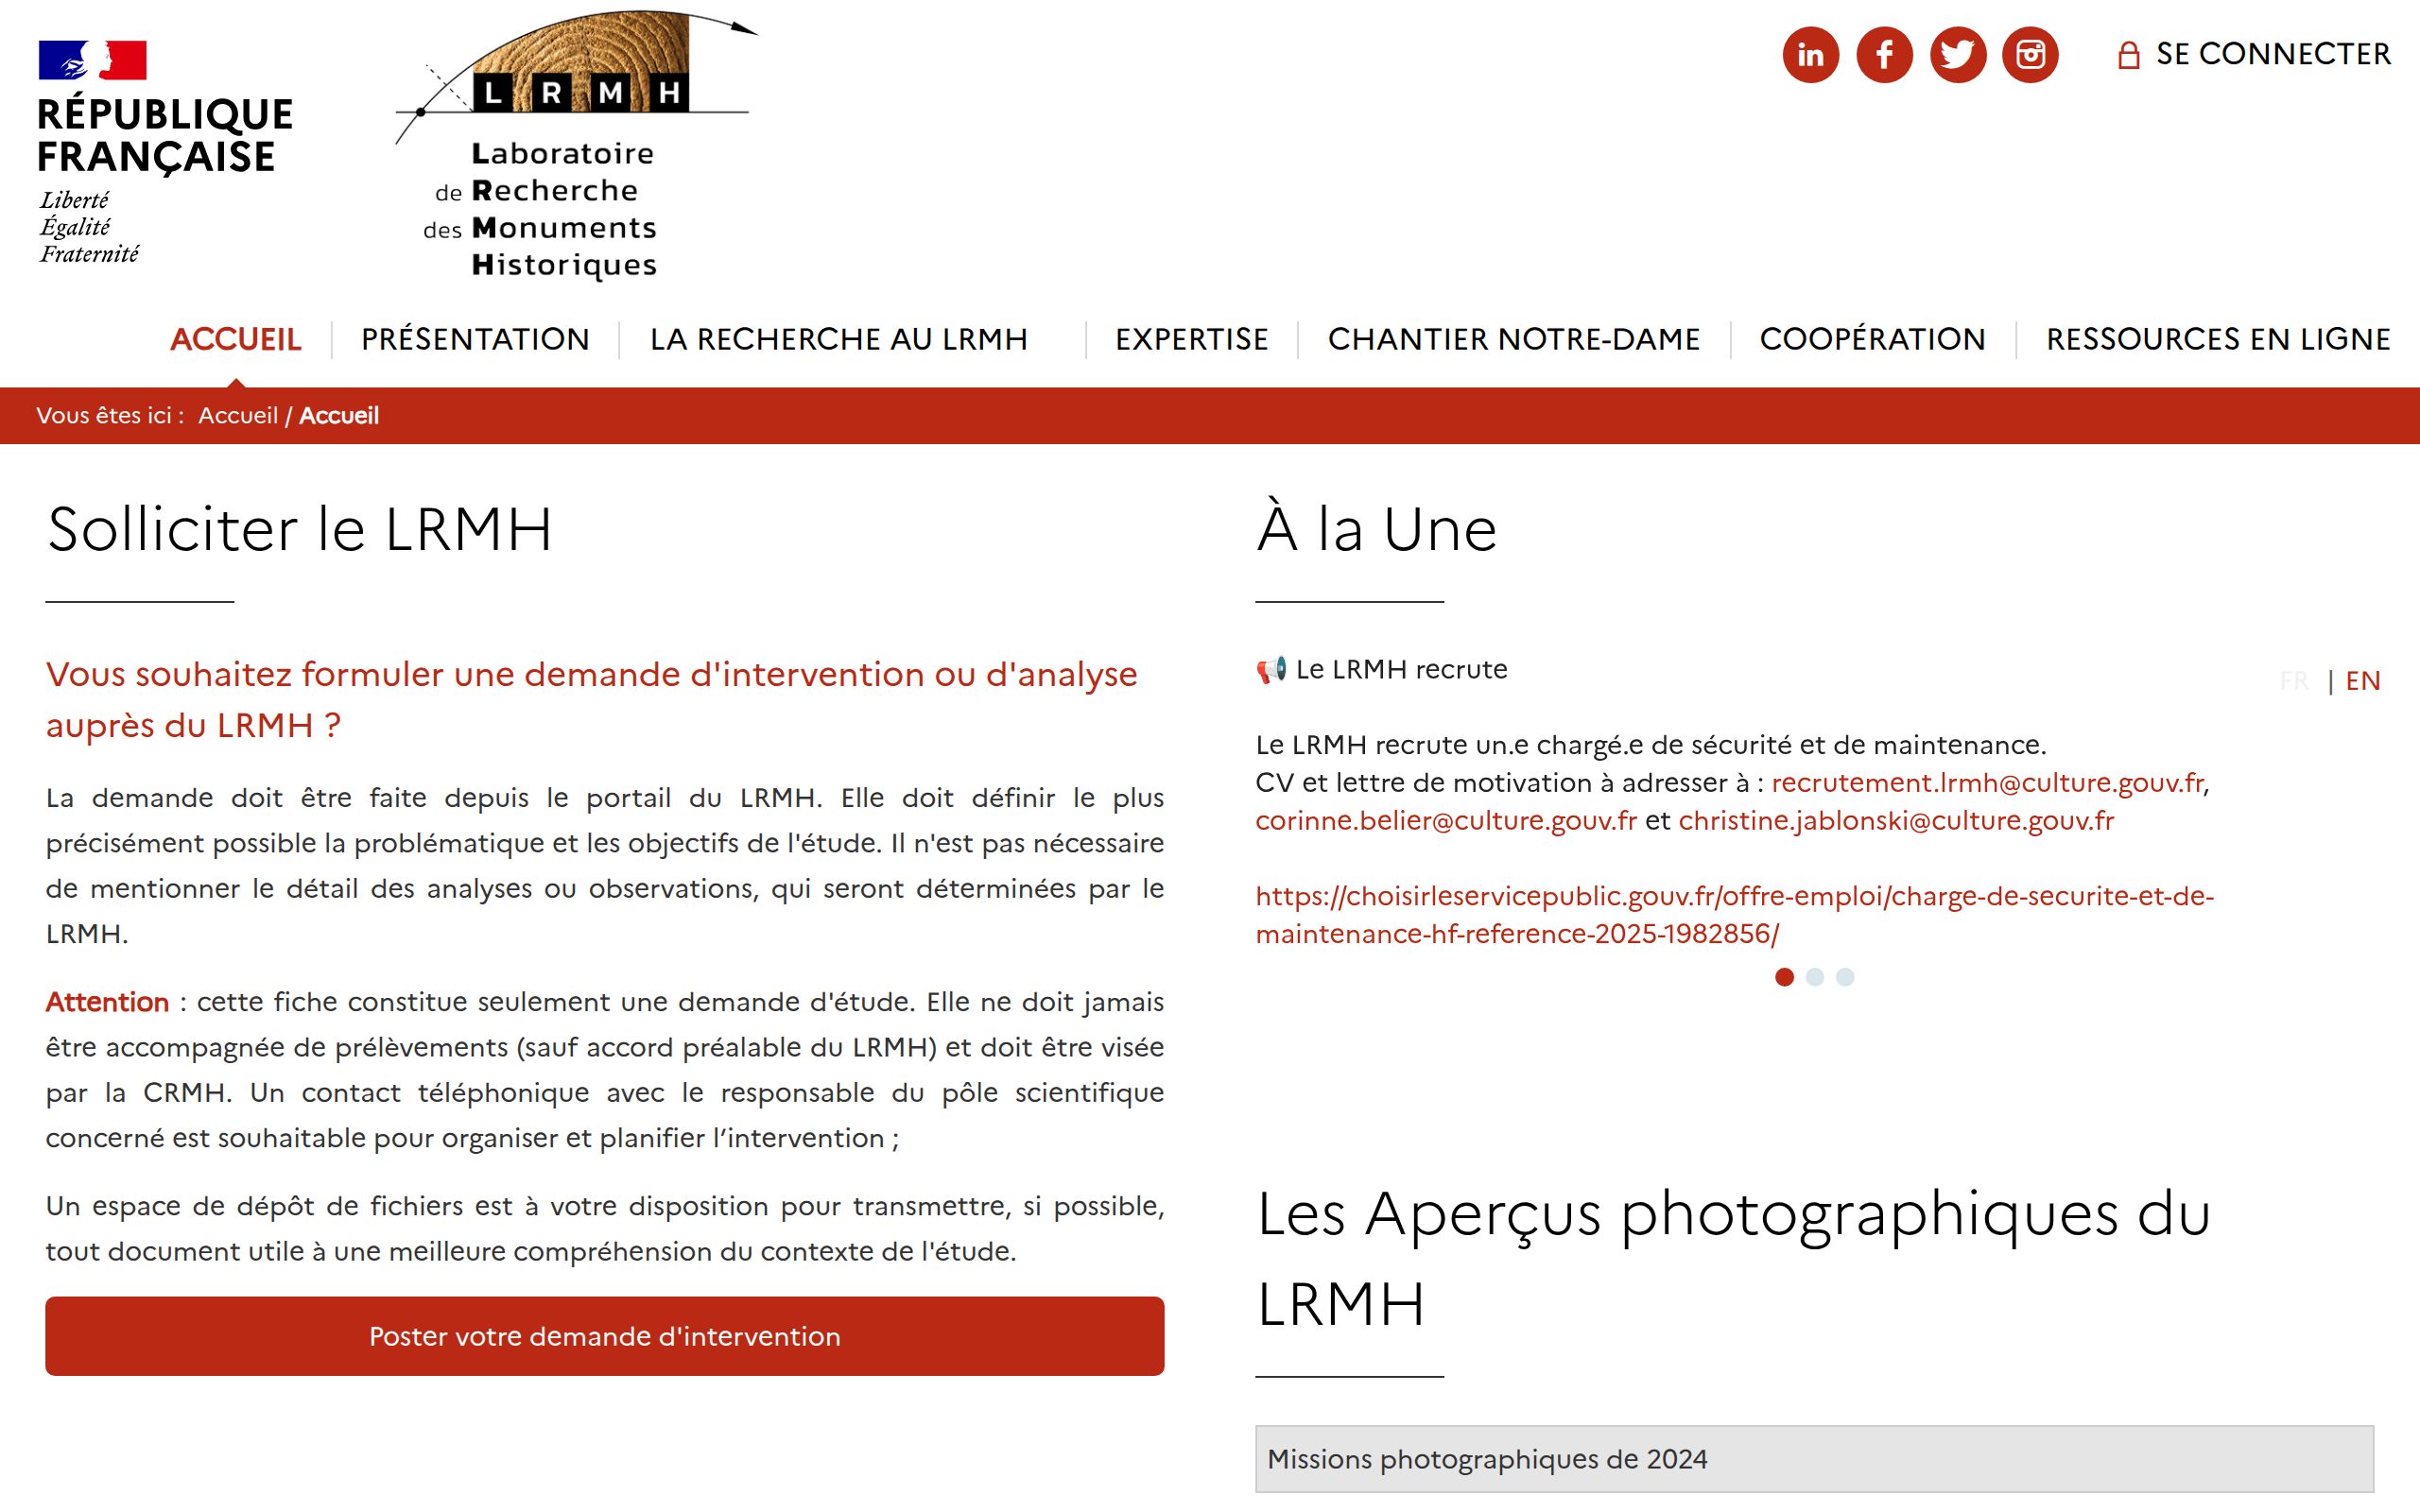 RÉPUBLIQUE
FRANÇAISE
Liberté
Égalité
Fraternité
L R M H
Laboratoire
de Recherche
des Monuments
Historiques
in f
SE CONNECTER
ACCUEIL
PRÉSENTATION
LA RECHERCHE AU LRMH
EXPERTISE
CHANTIER NOTRE-DAME
COOPÉRATION
RESSOURCES EN LIGNE
Vous êtes ici : Accueil / Accueil
Solliciter le LRMH
Vous souhaitez formuler une demande d'intervention ou d'analyse
auprès du LRMH ?
La demande doit être faite depuis le portail du LRMH. Elle doit définir le plus
précisément possible la problématique et les objectifs de l'étude. Il n'est pas nécessaire
de mentionner le détail des analyses ou observations, qui seront déterminées par le
LRMH.
Attention : cette fiche constitue seulement une demande d'étude. Elle ne doit jamais
être accompagnée de prélèvements (sauf accord préalable du LRMH) et doit être visée
par la CRMH. Un contact téléphonique avec le responsable du pôle scientifique
concerné est souhaitable pour organiser et planifier l’intervention ;
Un espace de dépôt de fichiers est à votre disposition pour transmettre, si possible,
tout document utile à une meilleure compréhension du contexte de l'étude.
Poster votre demande d'intervention
À la Une
📢 Le LRMH recrute
FR | EN
Le LRMH recrute un.e chargé.e de sécurité et de maintenance.
CV et lettre de motivation à adresser à : recrutement.lrmh@culture.gouv.fr,
corinne.belier@culture.gouv.fr et christine.jablonski@culture.gouv.fr
https://choisirleservicepublic.gouv.fr/offre-emploi/charge-de-securite-et-de-
maintenance-hf-reference-2025-1982856/
Les Aperçus photographiques du
LRMH
Missions photographiques de 2024